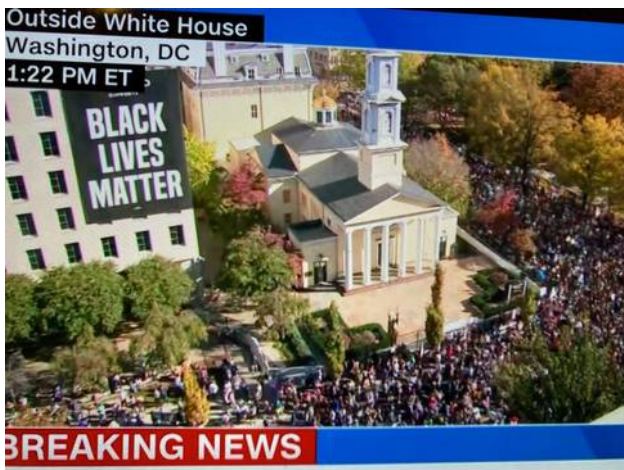 Outside White House
Washington, DC
1:22 PM ET
BLACK
LIVES
MATTER
BREAKING NEWS